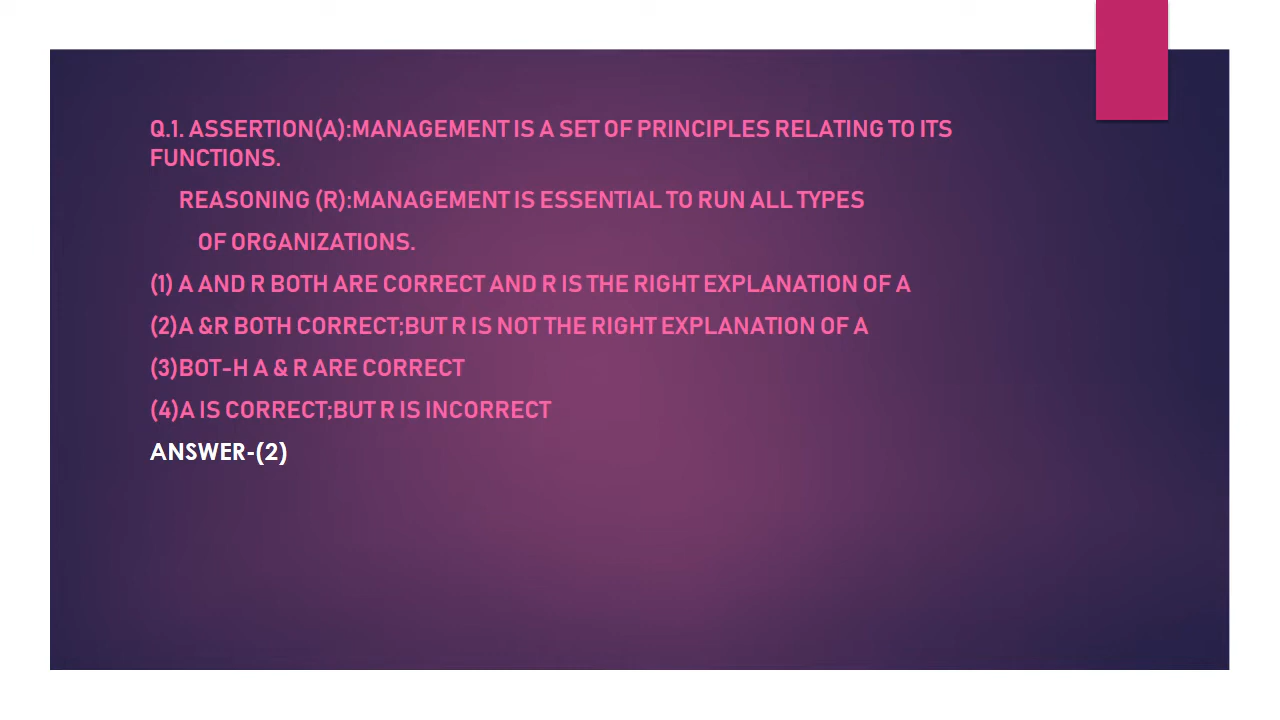 Q.1. ASSERTION(A):MANAGEMENT IS A SET OF PRINCIPLES RELATING TO ITS
FUNCTIONS.
REASONING (R):MANAGEMENT IS ESSENTIAL TO RUN ALL TYPES
OF ORGANIZATIONS.
(1) A AND R BOTH ARE CORRECT AND R IS THE RIGHT EXPLANATION OF A
(2)A &R BOTH CORRECT;BUT R IS NOT THE RIGHT EXPLANATION OF A
(3)BOT-H A & R ARE CORRECT
(4)A IS CORRECT;BUT R IS INCORRECT
ANSWER-(2)